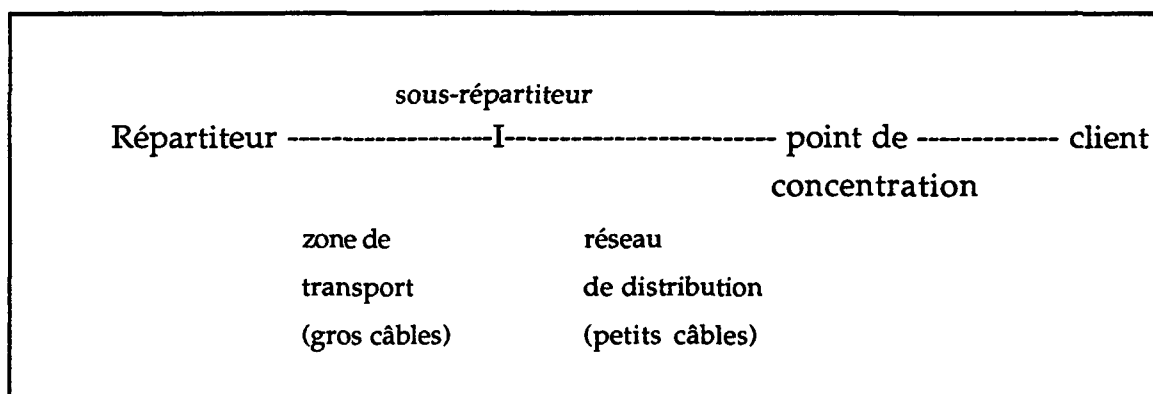 sous-répartiteur
Répartiteur -------------------I--------------------------- point de -------------- client
concentration
zone de réseau
transport de distribution
(gros câbles) (petits câbles)